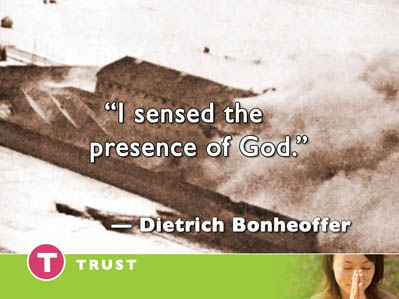 “I sensed the
presence of God.”
— Dietrich Bonheoffer
T TRUST